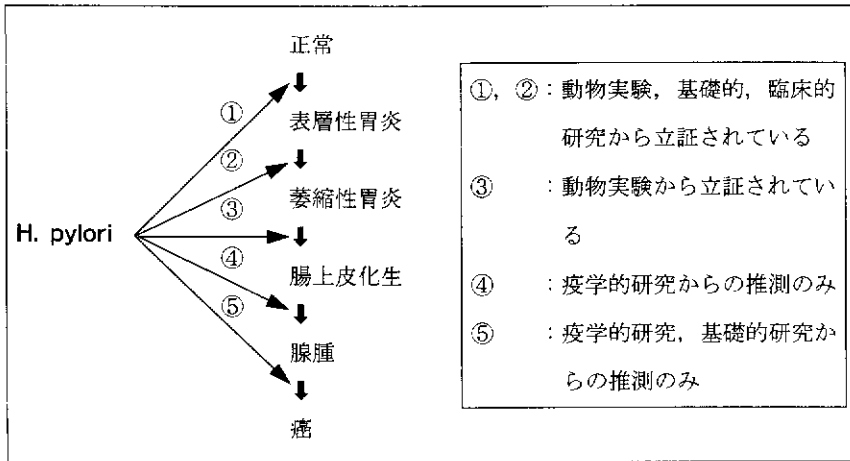 正常
①
表層性胃炎
②
萎縮性胃炎
③
H. pylori
④
腸上皮化生
⑤
腺腫
癌
①, ②：動物実験，基礎的，臨床的
研究から立証されている
③　：動物実験から立証されてい
る
④　：疫学的研究からの推測のみ
⑤　：疫学的研究，基礎的研究か
らの推測のみ